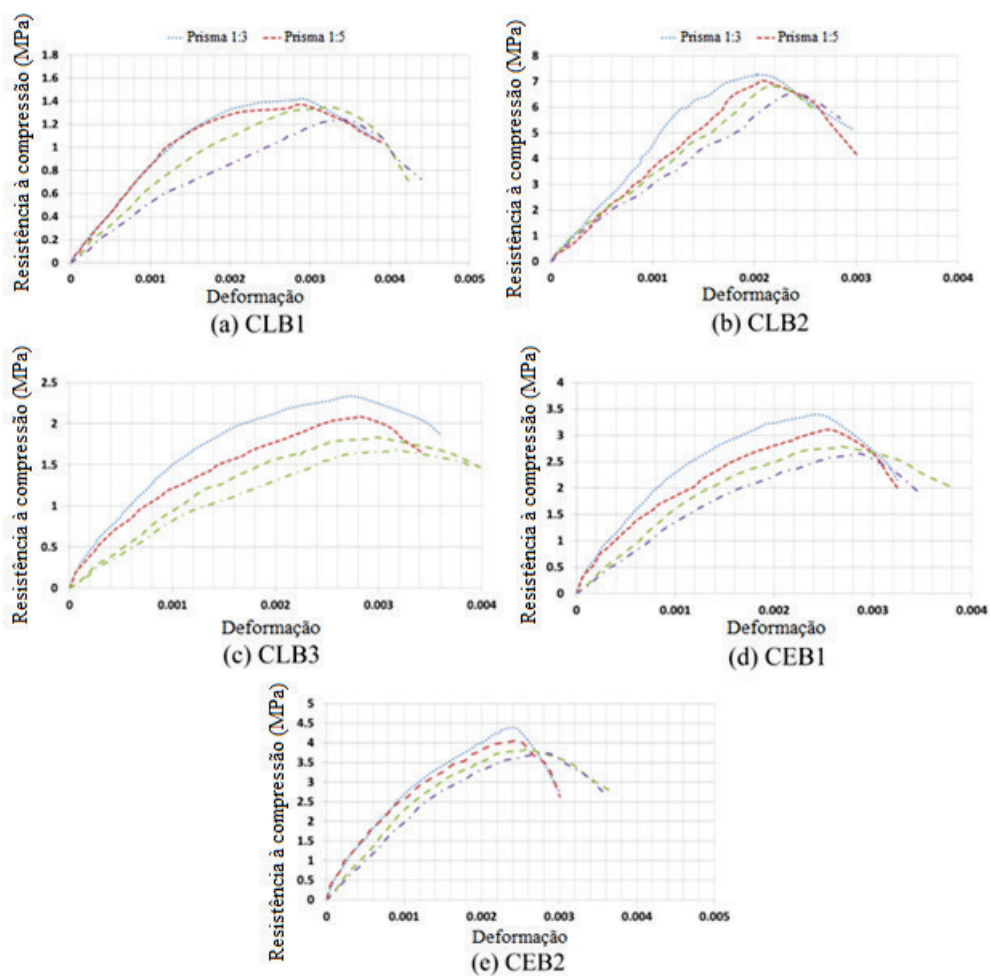 Prisma 1:3 Prisma 1:5
Resistência à compressão (MPa)
1.8
1.6
1.4
1.2
1
0.8
0.6
0.4
0.2
0
0 0.001 0.002 0.003 0.004 0.005
Deformação
(a) CLB1
Prisma 1:3 Prisma 1:5
Resistência à compressão (MPa)
8
7
6
5
4
3
2
1
0
0 0.001 0.002 0.003 0.004
Deformação
(b) CLB2
Resistência à compressão (MPa)
2.5
2
1.5
1
0.5
0
0 0.001 0.002 0.003 0.004
Deformação
(c) CLB3
Resistência à compressão (MPa)
4
3.5
3
2.5
2
1.5
1
0.5
0
0 0.001 0.002 0.003 0.004
Deformação
(d) CEB1
Resistência à compressão (MPa)
5
4.5
4
3.5
3
2.5
2
1.5
1
0.5
0
0 0.001 0.002 0.003 0.004 0.005
Deformação
(e) CEB2